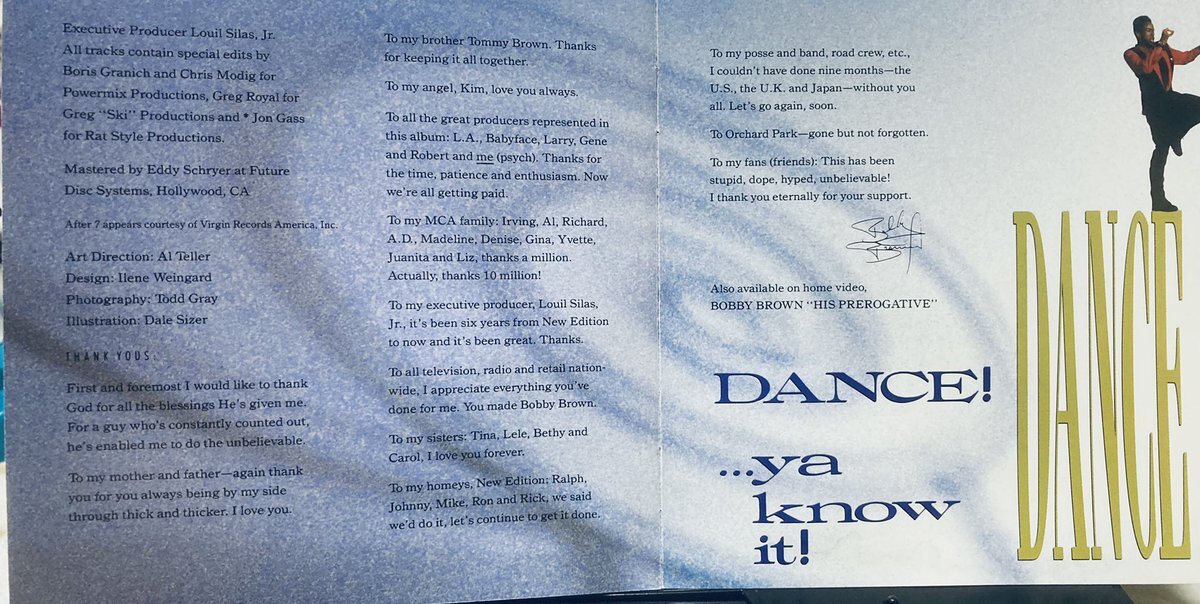 Executive Producer Louil Silas, Jr.
All tracks contain special edits by
Boris Granich and Chris Modig for
Powermix Productions, Greg Royal for
Greg "Ski" Productions and * Jon Gass
for Rat Style Productions.
Mastered by Eddy Schryer at Future
Disc Systems, Hollywood, CA
After 7 appears courtesy of Virgin Records America, Inc.
Art Direction: Al Teller
Design: Ilene Weingard
Photography: Todd Gray
Illustration: Dale Sizer
THANK YOUS:
First and foremost I would like to thank
God for all the blessings He's given me.
For a guy who's constantly counted out,
he's enabled me to do the unbelievable.
To my mother and father—again thank
you for you always being by my side
through thick and thicker. I love you.
To my brother Tommy Brown. Thanks
for keeping it all together.
To my angel, Kim, love you always.
To all the great producers represented in
this album: L.A., Babyface, Larry, Gene
and Robert and me (psych). Thanks for
the time, patience and enthusiasm. Now
we're all getting paid.
To my MCA family: Irving, Al, Richard,
A.D., Madeline, Denise, Gina, Yvette,
Juanita and Liz, thanks a million.
Actually, thanks 10 million!
To my executive producer, Louil Silas,
Jr., it's been six years from New Edition
to now and it's been great. Thanks.
To all television, radio and retail nation-
wide, I appreciate everything you've
done for me. You made Bobby Brown.
To my sisters: Tina, Lele, Bethy and
Carol, I love you forever.
To my homeys, New Edition: Ralph,
Johnny, Mike, Ron and Rick, we said
we'd do it, let's continue to get it done.
To my posse and band, road crew, etc.,
I couldn't have done nine months—the
U.S., the U.K. and Japan—without you
all. Let's go again, soon.
To Orchard Park—gone but not forgotten.
To my fans (friends): This has been
stupid, dope, hyped, unbelievable!
I thank you eternally for your support.
Bobby Brown
Also available on home video,
BOBBY BROWN "HIS PREROGATIVE"
DANCE!
...ya
know
it!
DANCE